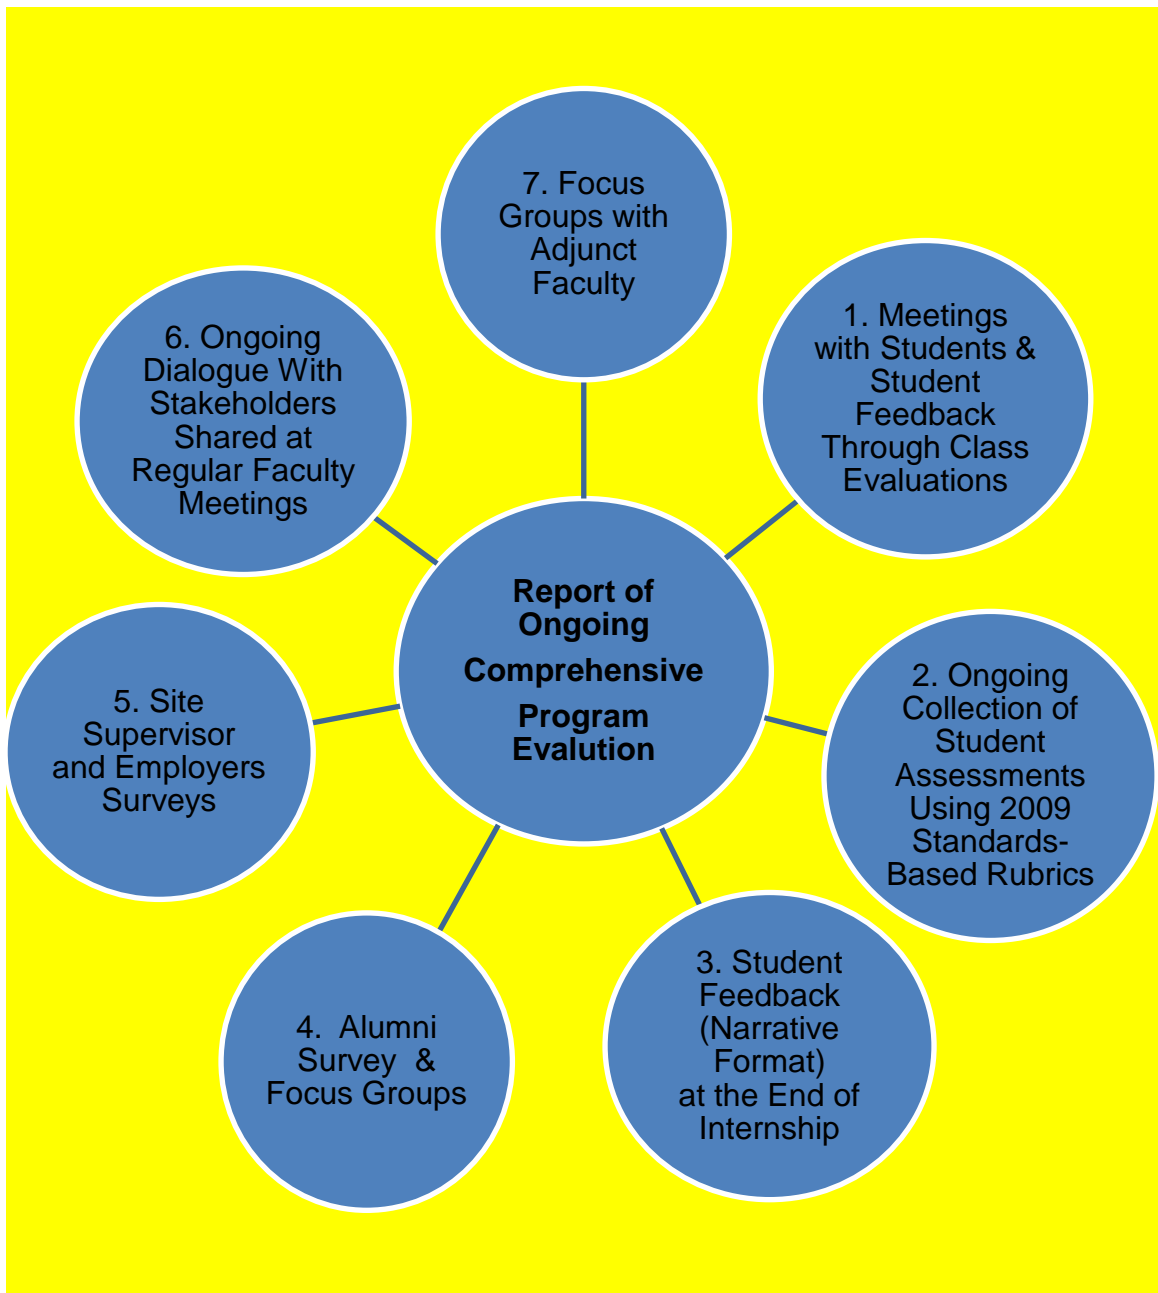 7. Focus
Groups with
Adjunct
Faculty
1. Meetings
with Students &
Student
Feedback
Through Class
Evaluations
2. Ongoing
Collection of
Student
Assessments
Using 2009
Standards-
Based Rubrics
3. Student
Feedback
(Narrative
Format)
at the End of
Internship
4.  Alumni
Survey  &
Focus Groups
5. Site
Supervisor
and Employers
Surveys
6. Ongoing
Dialogue With
Stakeholders
Shared at
Regular Faculty
Meetings
Report of
Ongoing
Comprehensive
Program
Evalution